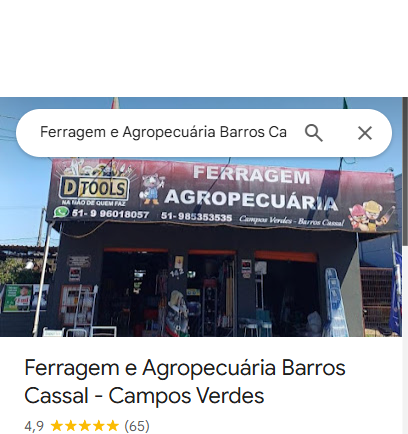 Ferragem e Agropecuária Barros Ca
FERRAGEM
D TOOLS
NA MÃO DE QUEM FAZ
AGROPECUÁRIA
51- 9 96018057 51- 985353535 Campos Verdes - Barros Cassal
Ferragem e Agropecuária Barros
Cassal - Campos Verdes
4,9 ★★★★★ (65)